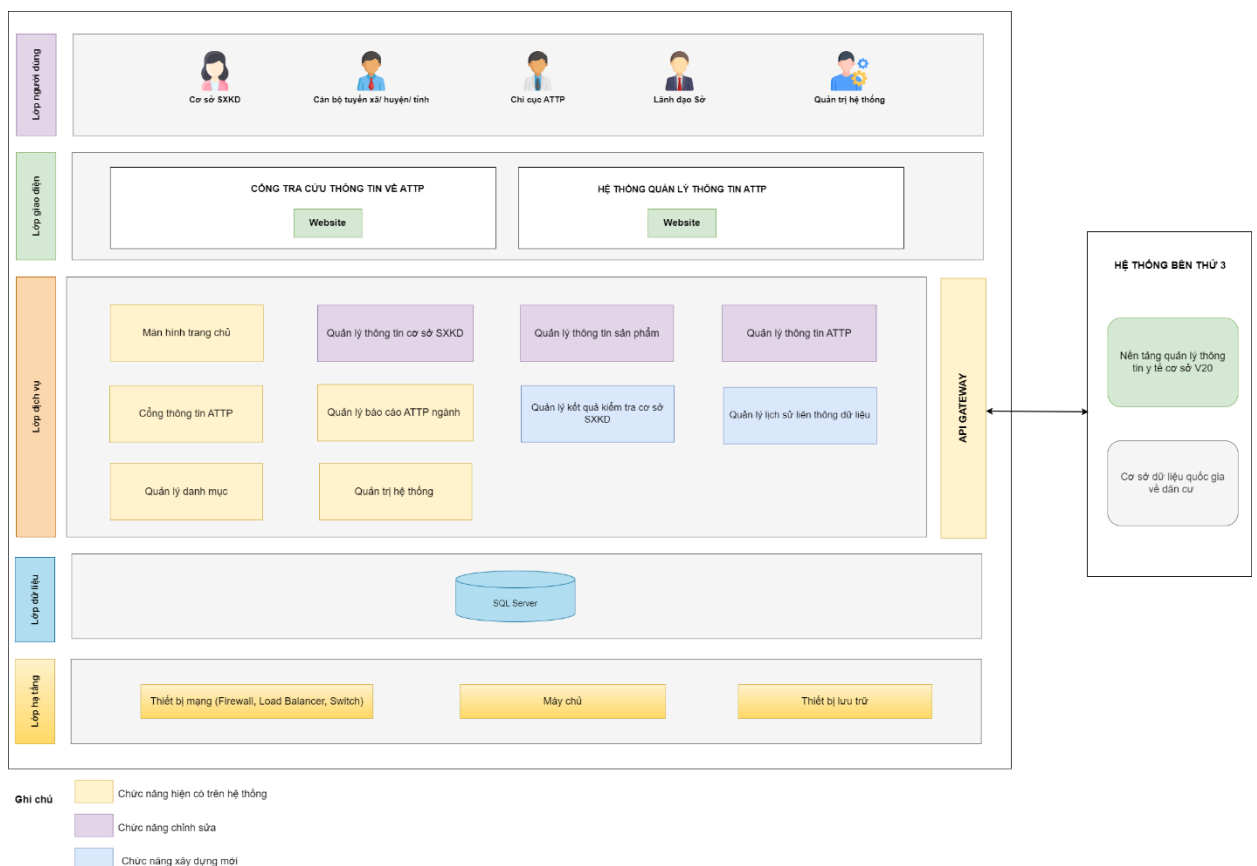 Lớp người dùng
Cơ sở SXKD
Cán bộ tuyến xã/ huyện/ tỉnh
Chi cục ATTP
Lãnh đạo Sở
Quản trị hệ thống
Lớp giao diện
CỔNG TRA CỨU THÔNG TIN VỀ ATTP
Website
HỆ THỐNG QUẢN LÝ THÔNG TIN ATTP
Website
Lớp dịch vụ
Màn hình trang chủ
Quản lý thông tin cơ sở SXKD
Quản lý thông tin sản phẩm
Quản lý thông tin ATTP
Cổng thông tin ATTP
Quản lý báo cáo ATTP ngành
Quản lý kết quả kiểm tra cơ sở
SXKD
Quản lý lịch sử liên thông dữ liệu
Quản lý danh mục
Quản trị hệ thống
API GATEWAY
HỆ THỐNG BÊN THỨ 3
Nền tảng quản lý thông
tin y tế cơ sở V20
Cơ sở dữ liệu quốc gia
về dân cư
Lớp dữ liệu
SQL Server
Lớp hạ tầng
Thiết bị mạng (Firewall, Load Balancer, Switch)
Máy chủ
Thiết bị lưu trữ
Ghi chú
Chức năng hiện có trên hệ thống
Chức năng chỉnh sửa
Chức năng xây dựng mới